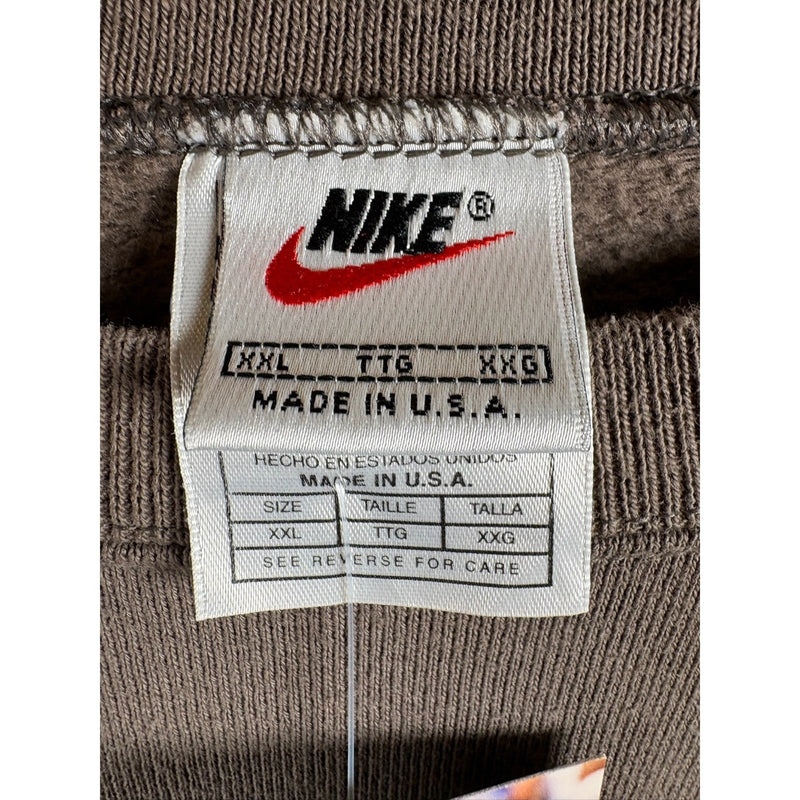 NIKE®
XXL TTG XXG
MADE IN U.S.A.
HECHO EN ESTADOS UNIDOS
MADE IN U.S.A.
SIZE TAILLE TALLA
XXL TTG XXG
SEE REVERSE FOR CARE